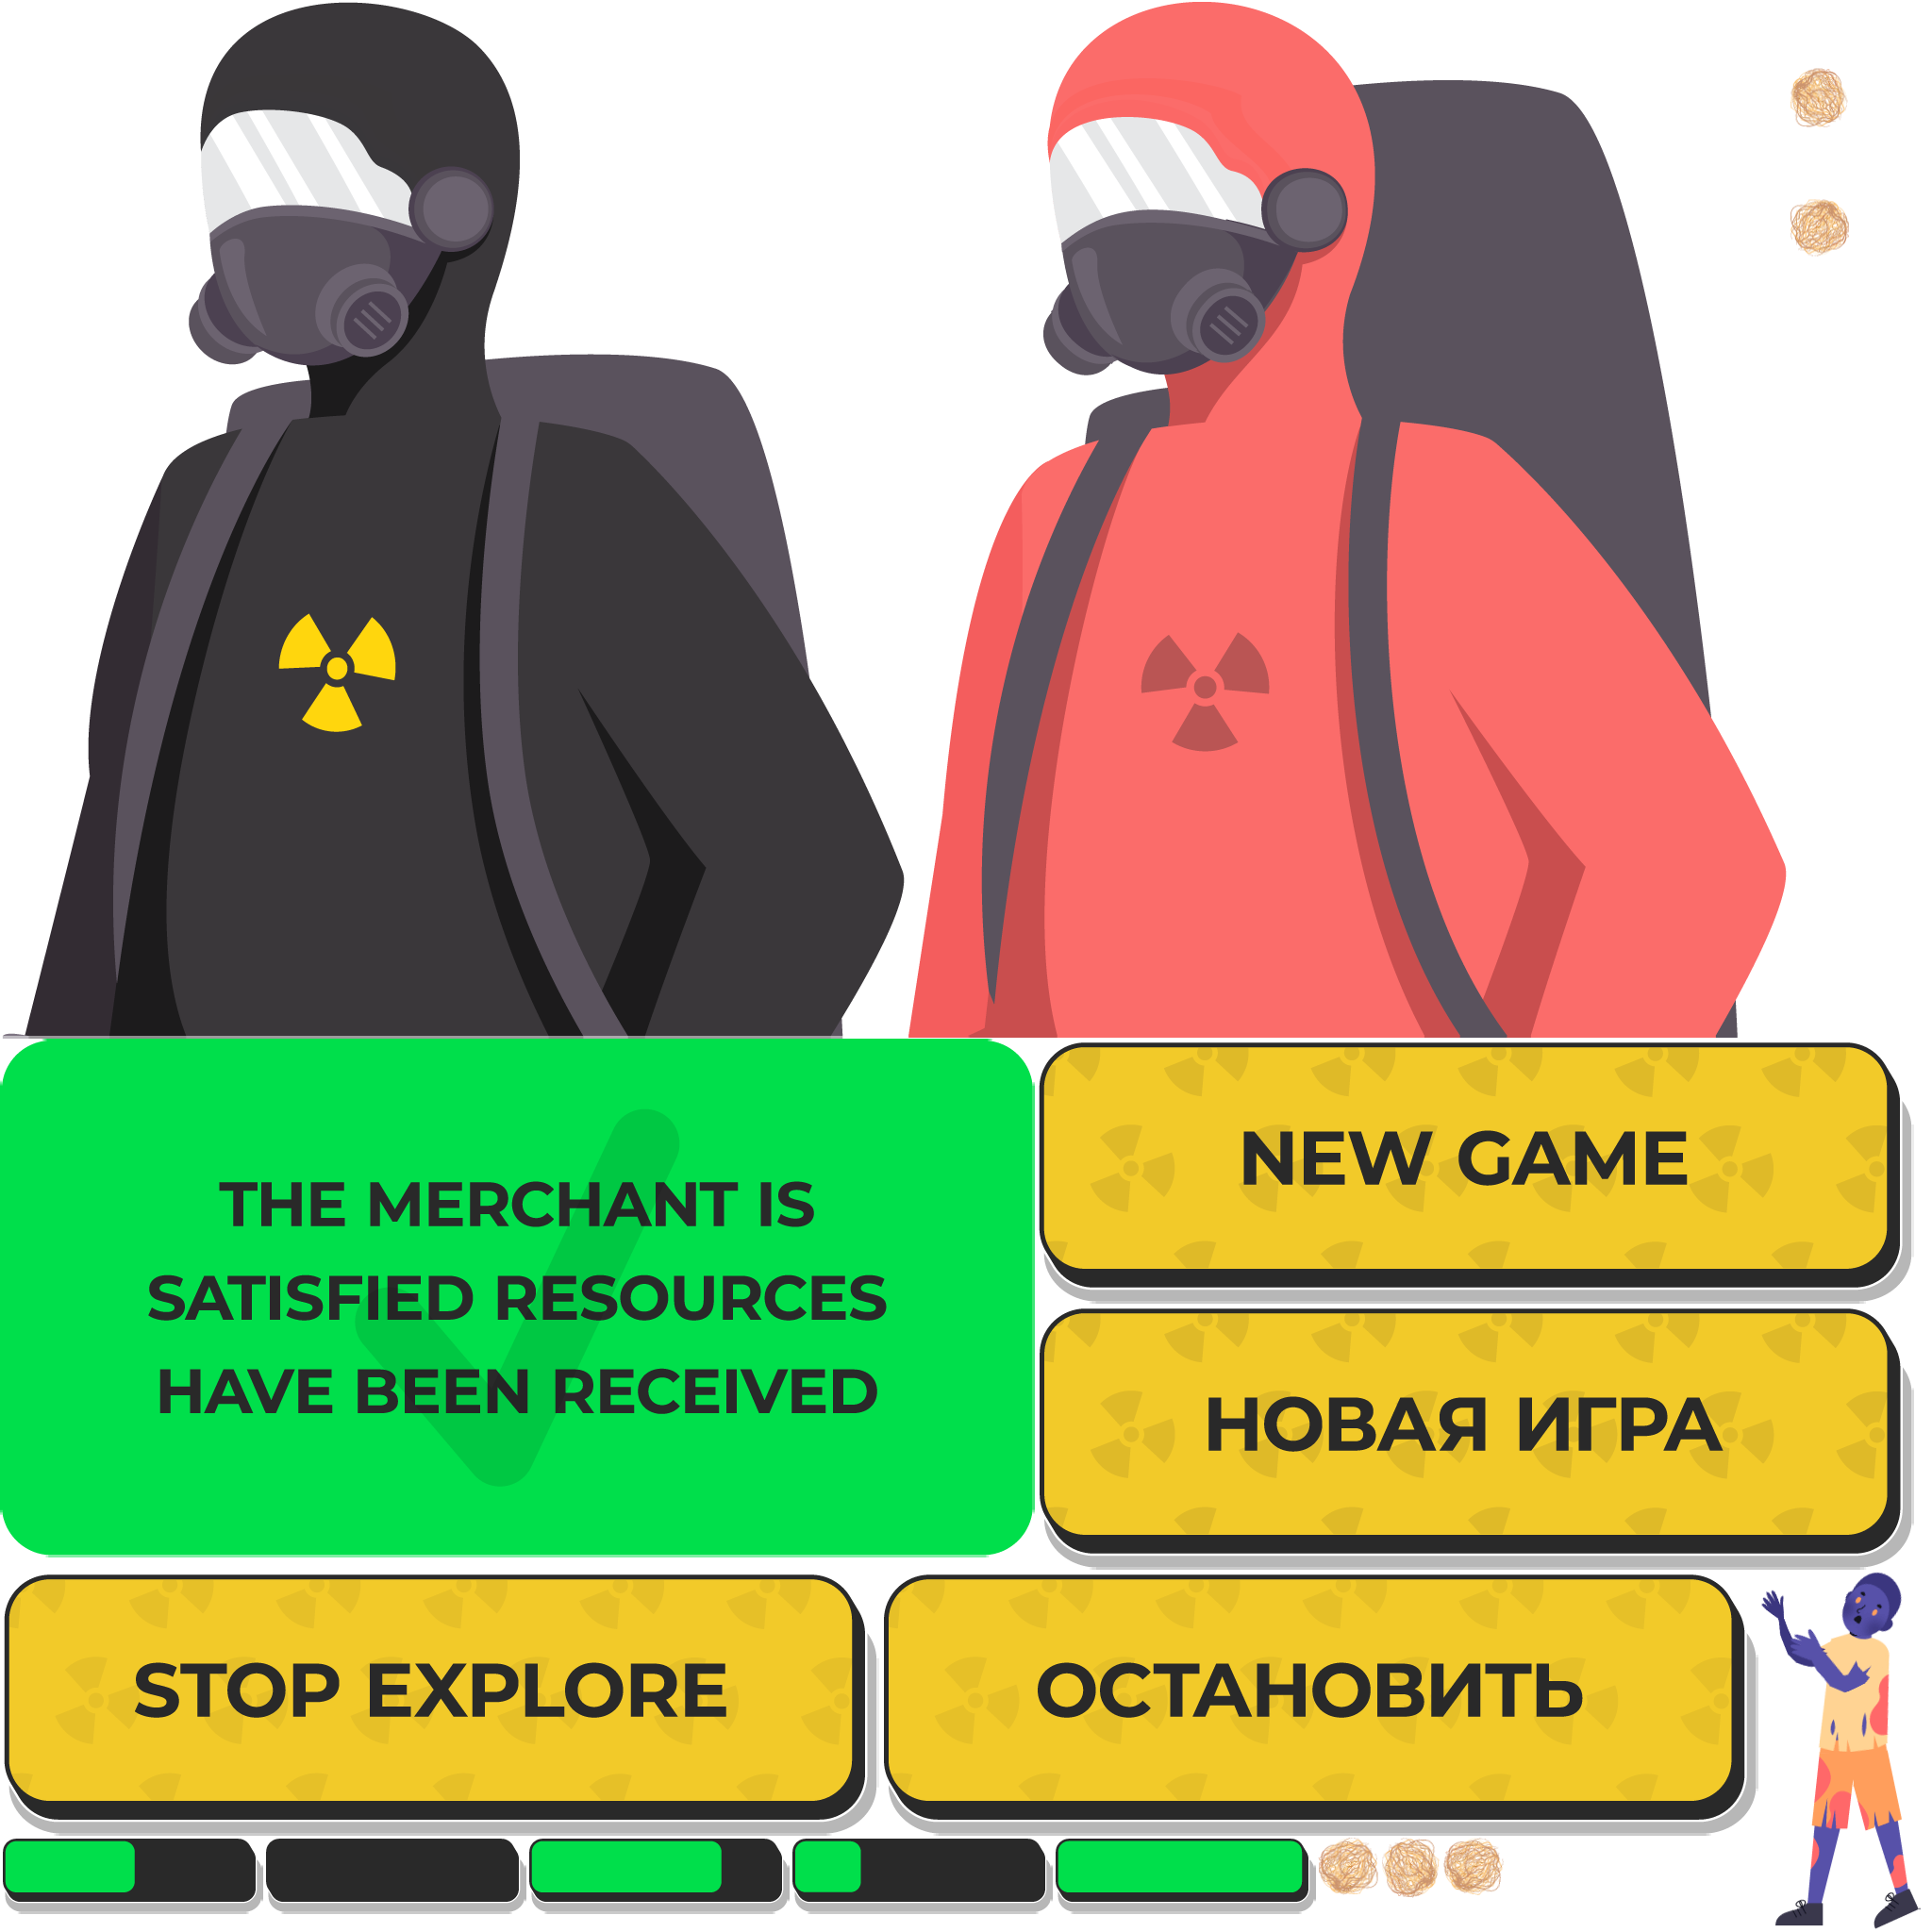 THE MERCHANT IS
SATISFIED RESOURCES
HAVE BEEN RECEIVED
NEW GAME
НОВАЯ ИГРА
STOP EXPLORE
ОСТАНОВИТЬ